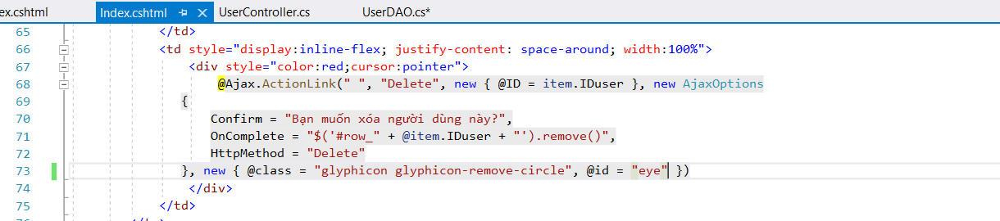 ex.cshtml Index.cshtml UserController.cs UserDAO.cs*
65 </td>
66 <td style="display:inline-flex; justify-content: space-around; width:100%">
67 <div style="color:red;cursor:pointer">
68 @Ajax.ActionLink(" ", "Delete", new { @ID = item.IDuser }, new AjaxOptions
69 {
70 Confirm = "Bạn muốn xóa người dùng này?",
71 OnComplete = "$('#row_" + @item.IDuser + "').remove()",
72 HttpMethod = "Delete"
73 }, new { @class = "glyphicon glyphicon-remove-circle", @id = "eye" })
74 </div>
75 </td>